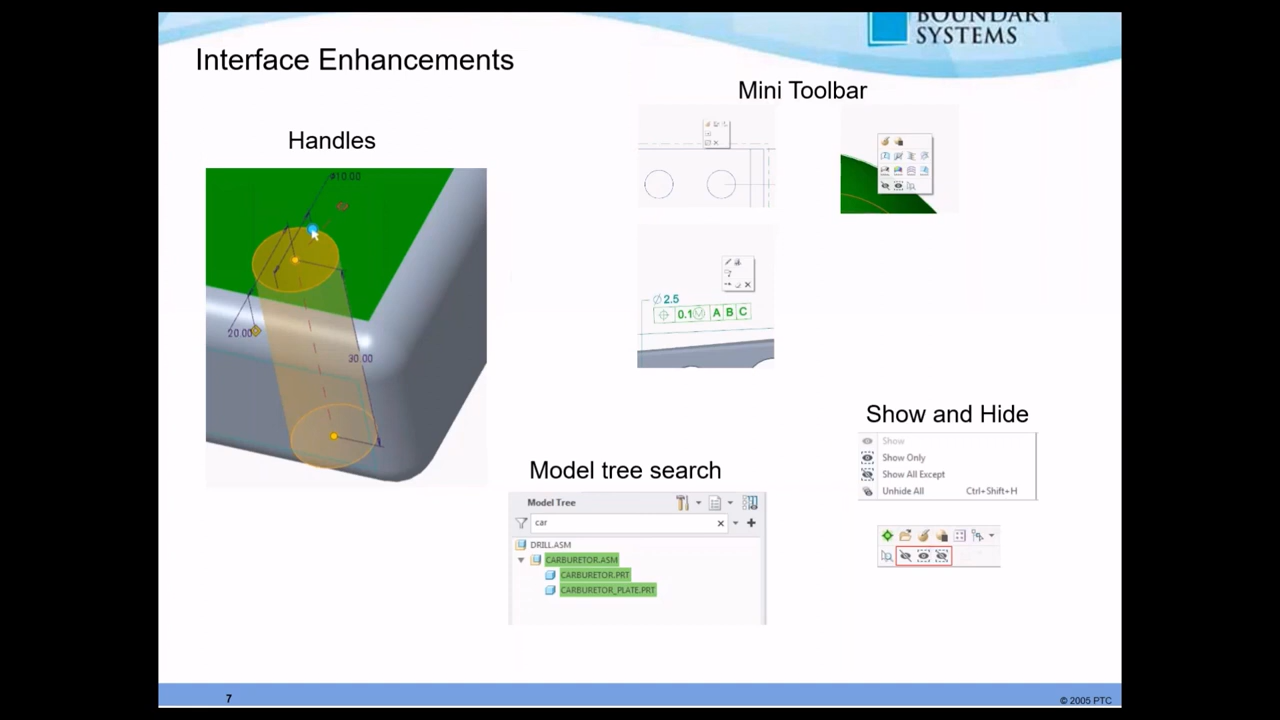 BOUNDARY
SYSTEMS
Interface Enhancements
Mini Toolbar
Handles
⌀10.00
20.00
30.00
∅2.5
0.1Ⓜ A B C
Show and Hide
Show
Show Only
Show All Except
Unhide All Ctrl+Shift+H
Model tree search
Model Tree
car
DRILL.ASM
CARBURETOR.ASM
CARBURETOR.PRT
CARBURETOR_PLATE.PRT
7
© 2005 PTC